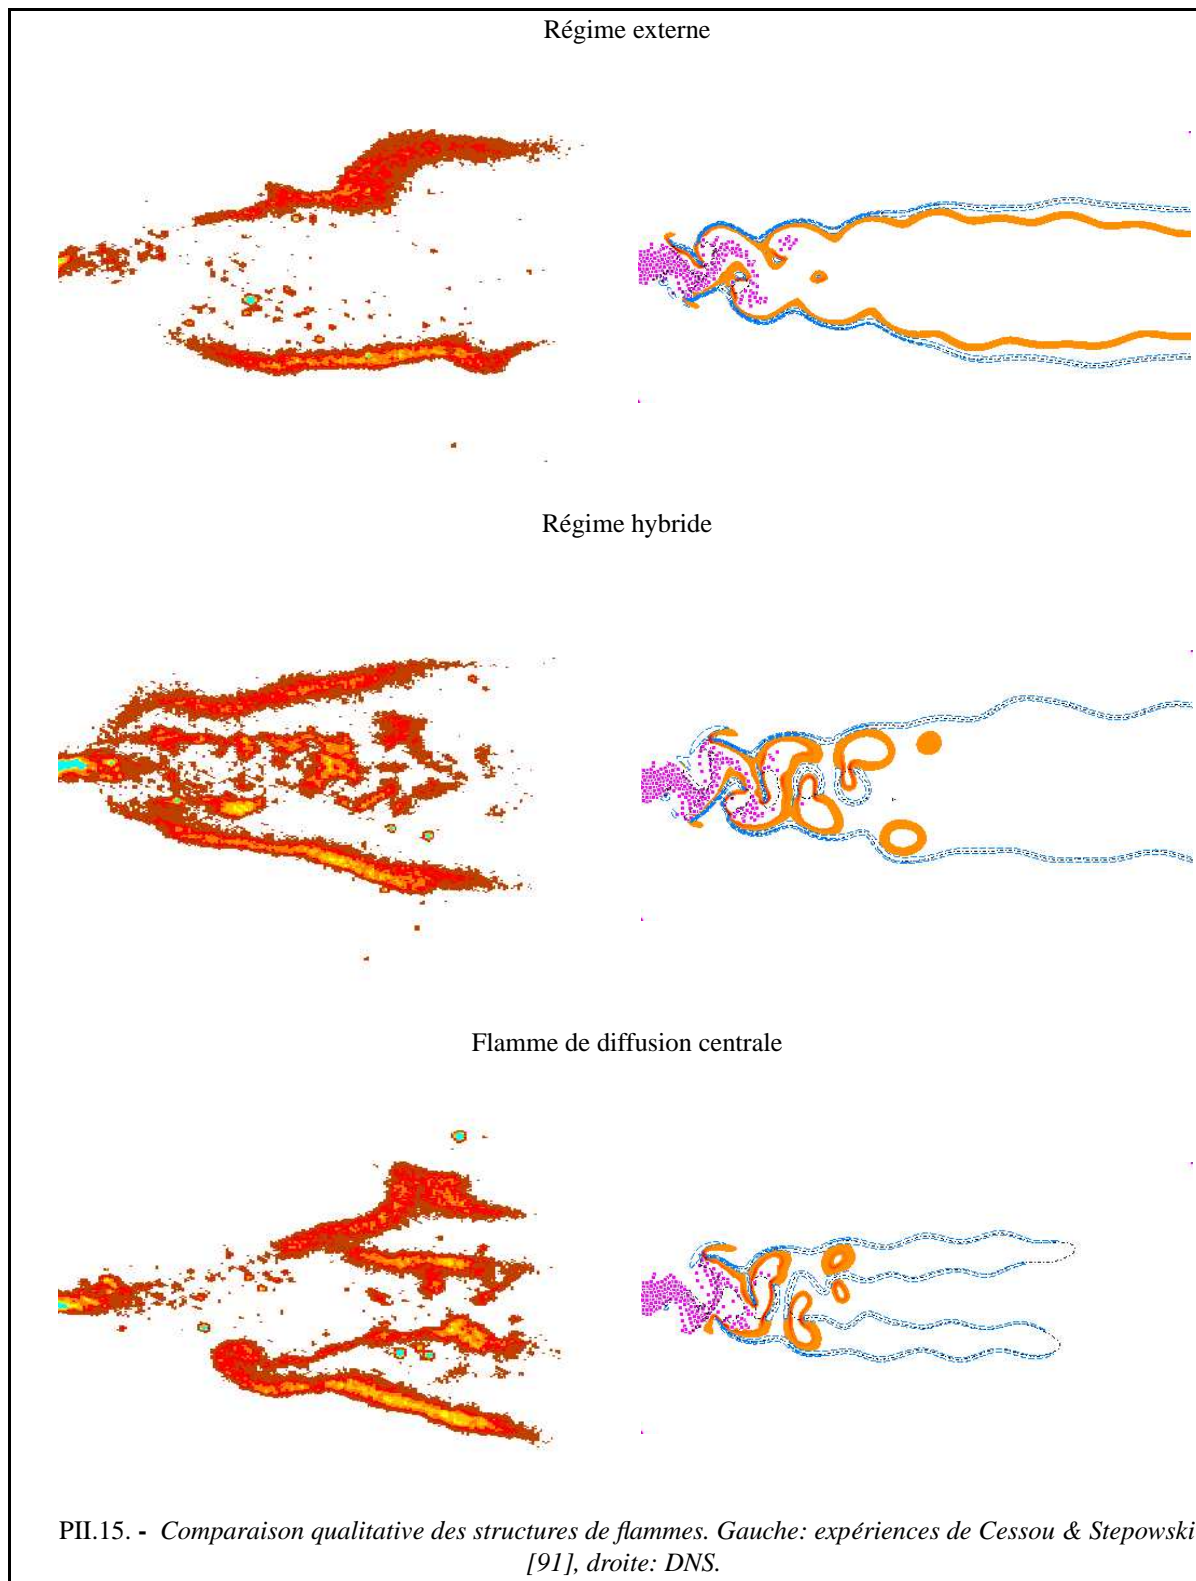 Régime externe
Régime hybride
Flamme de diffusion centrale
PII.15. - Comparaison qualitative des structures de flammes. Gauche: expériences de Cessou & Stepowski
[91], droite: DNS.